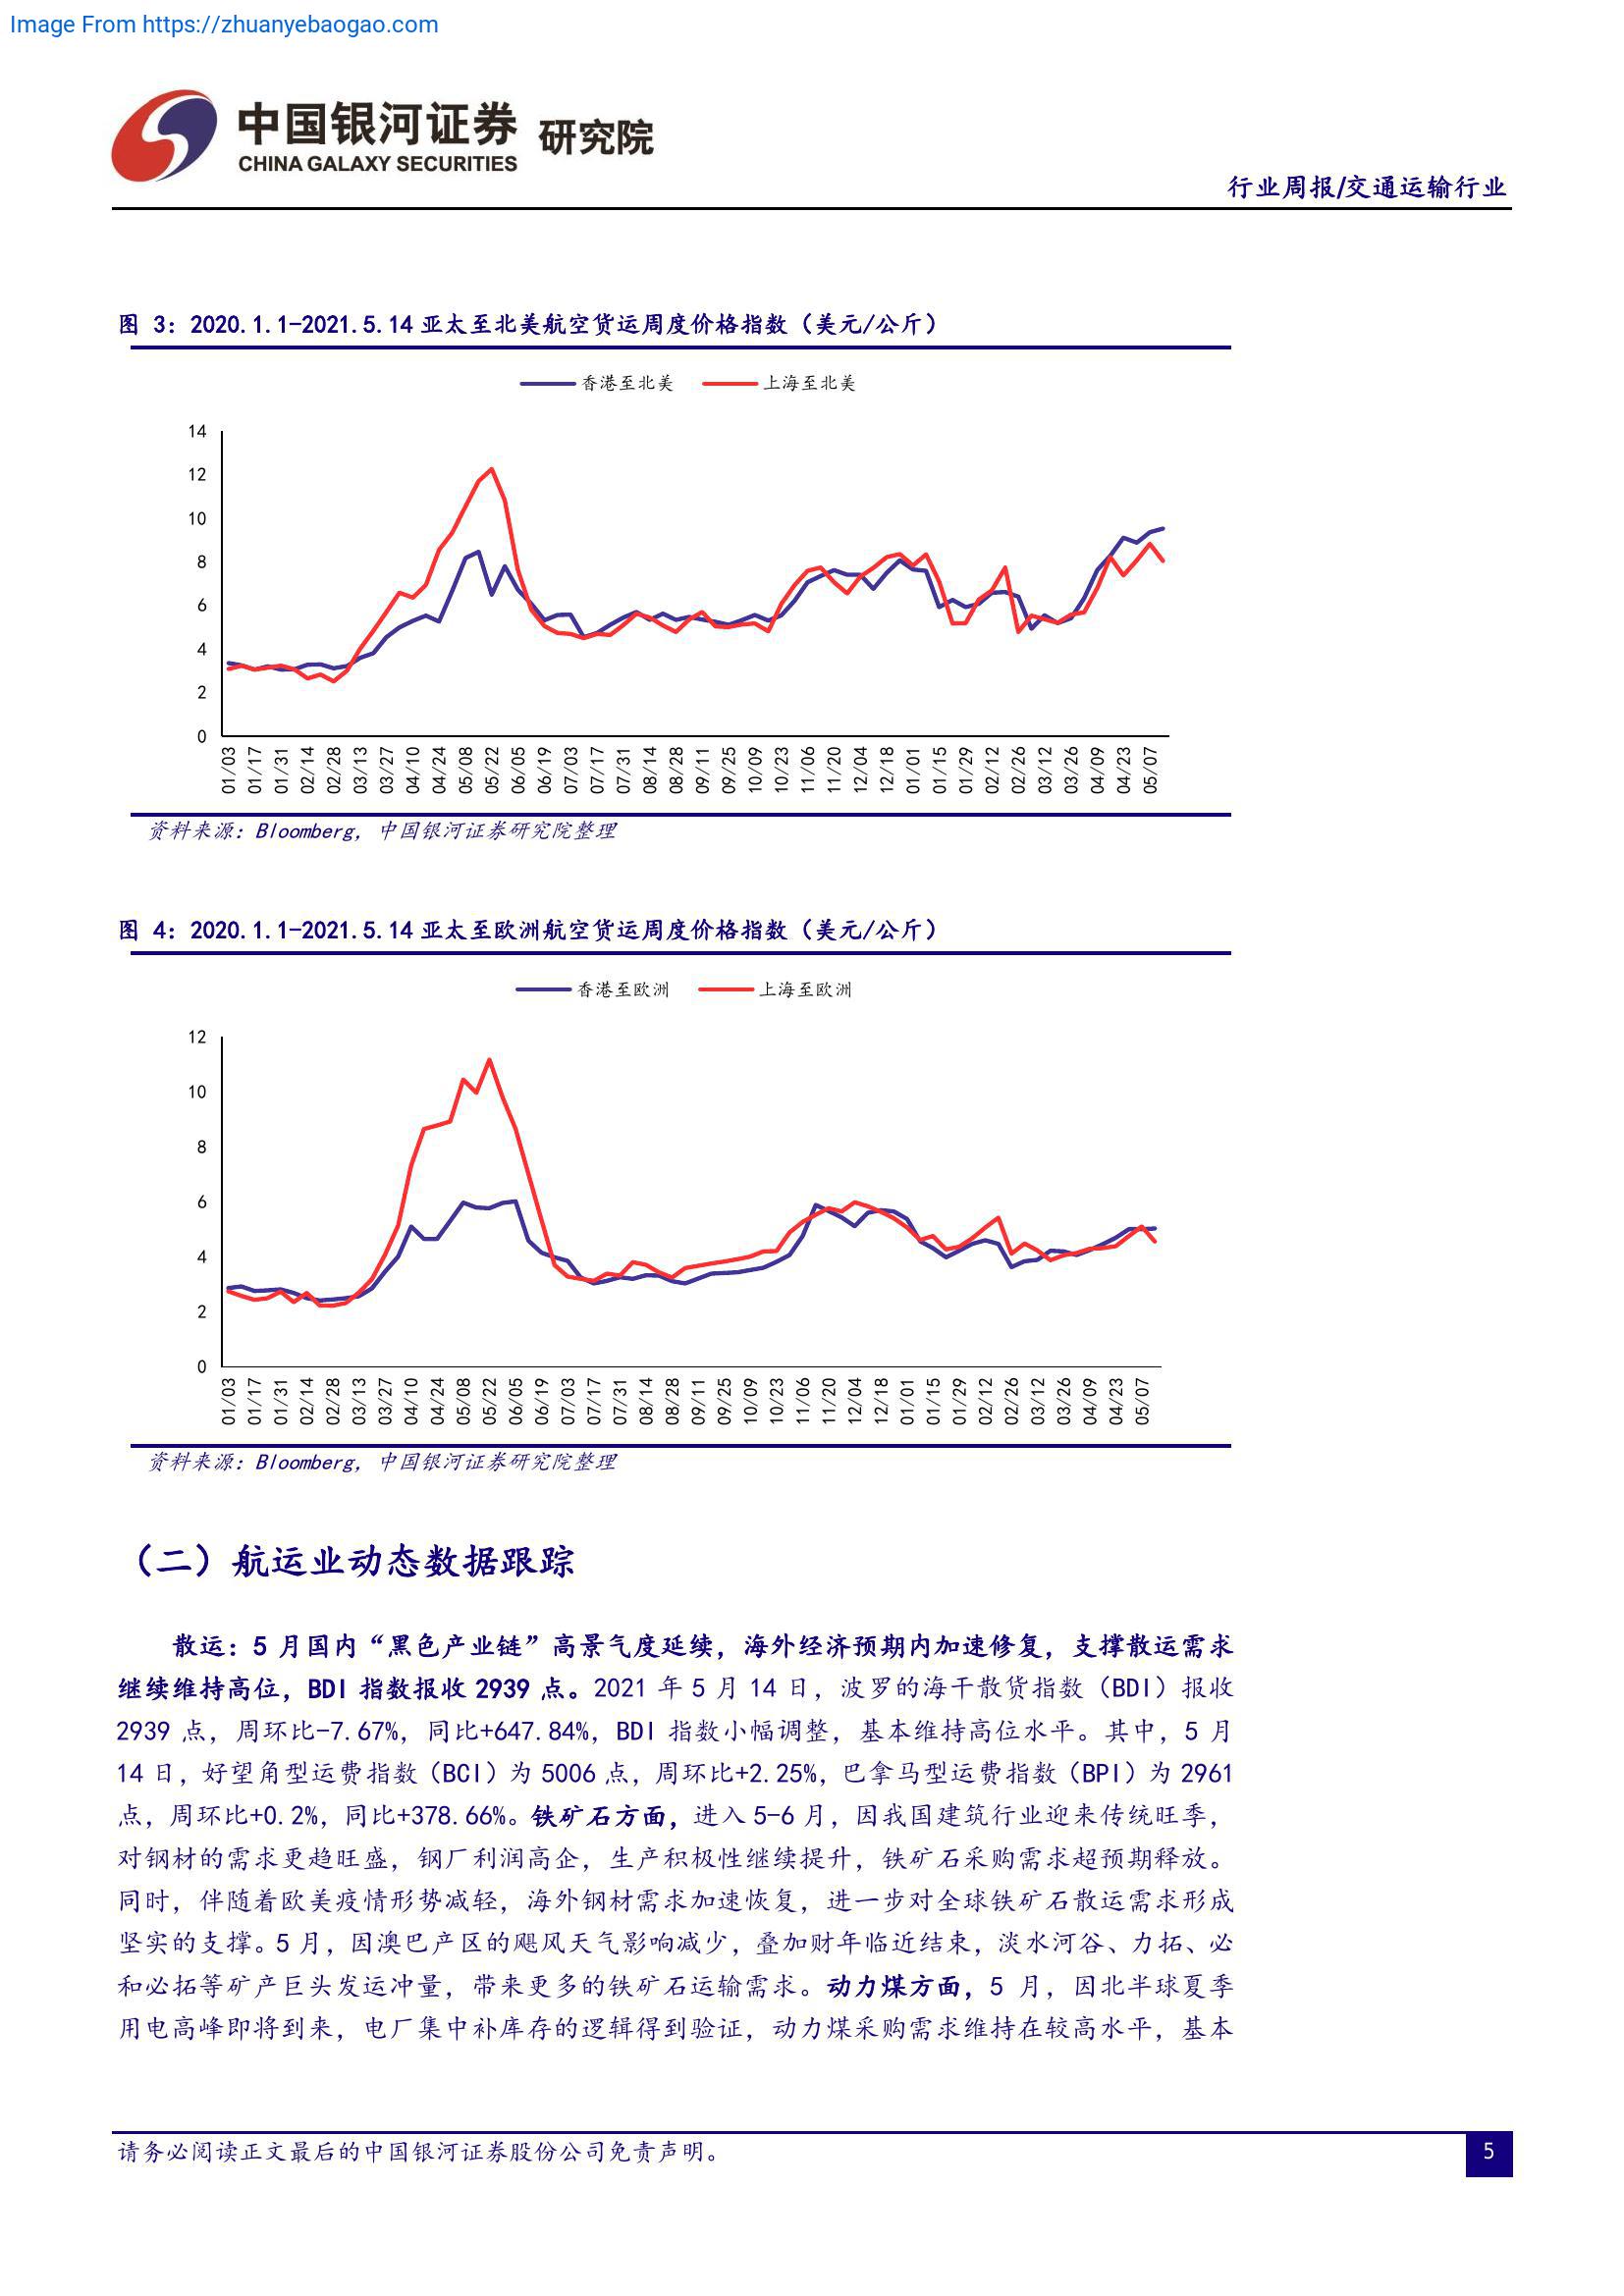 Image From https://zhuanyebaogao.com
中国银河证券 研究院
CHINA GALAXY SECURITIES
行业周报/交通运输行业
图 3：2020.1.1-2021.5.14 亚太至北美航空货运周度价格指数（美元/公斤）
香港至北美 上海至北美
14
12
10
8
6
4
2
0
01/03 01/17 01/31 02/14 02/28 03/13 03/27 04/10 04/24 05/08 05/22 06/05 06/19 07/03 07/17 07/31 08/14 08/28 09/11 09/25 10/09 10/23 11/06 11/20 12/04 12/18 01/01 01/15 01/29 02/12 02/26 03/12 03/26 04/09 04/23 05/07
资料来源：Bloomberg，中国银河证券研究院整理
图 4：2020.1.1-2021.5.14 亚太至欧洲航空货运周度价格指数（美元/公斤）
香港至欧洲 上海至欧洲
12
10
8
6
4
2
0
01/03 01/17 01/31 02/14 02/28 03/13 03/27 04/10 04/24 05/08 05/22 06/05 06/19 07/03 07/17 07/31 08/14 08/28 09/11 09/25 10/09 10/23 11/06 11/20 12/04 12/18 01/01 01/15 01/29 02/12 02/26 03/12 03/26 04/09 04/23 05/07
资料来源：Bloomberg，中国银河证券研究院整理
（二）航运业动态数据跟踪
散运：5 月国内“黑色产业链”高景气度延续，海外经济预期内加速修复，支撑散运需求
继续维持高位，BDI 指数报收 2939 点。2021 年 5 月 14 日，波罗的海干散货指数（BDI）报收
2939 点，周环比-7.67%，同比+647.84%，BDI 指数小幅调整，基本维持高位水平。其中，5 月
14 日，好望角型运费指数（BCI）为 5006 点，周环比+2.25%，巴拿马型运费指数（BPI）为 2961
点，周环比+0.2%，同比+378.66%。铁矿石方面，进入 5-6 月，因我国建筑行业迎来传统旺季，
对钢材的需求更趋旺盛，钢厂利润高企，生产积极性继续提升，铁矿石采购需求超预期释放。
同时，伴随着欧美疫情形势减轻，海外钢材需求加速恢复，进一步对全球铁矿石散运需求形成
坚实的支撑。5 月，因澳巴产区的飓风天气影响减少，叠加财年临近结束，淡水河谷、力拓、必
和必拓等矿产巨头发运冲量，带来更多的铁矿石运输需求。动力煤方面，5 月，因北半球夏季
用电高峰即将到来，电厂集中补库存的逻辑得到验证，动力煤采购需求维持在较高水平，基本
请务必阅读正文最后的中国银河证券股份公司免责声明。
5